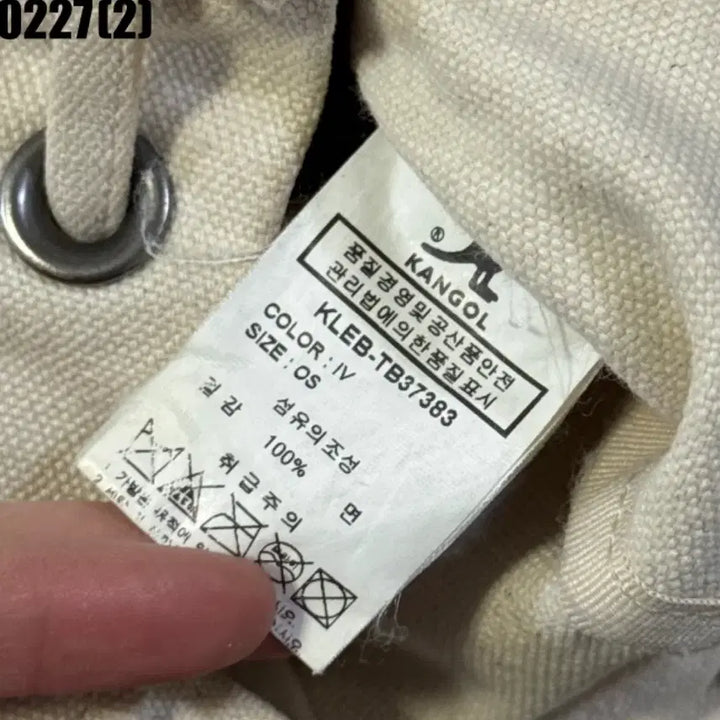 0227(2)
®
KANGOL
품질경영및공산품안전
관리법에의한품질표시
KLEB-TB37383
COLOR : IV
SIZE : OS
겉감 섬유의조성
100% 면
취급주의